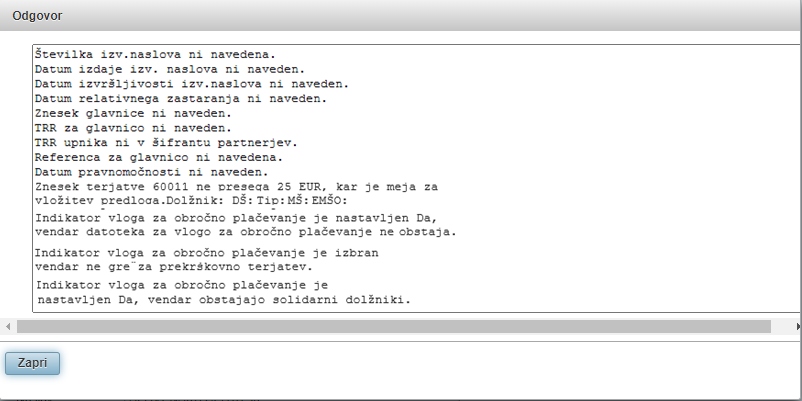 Odgovor
Številka izv.naslova ni navedena.
Datum izdaje izv. naslova ni naveden.
Datum izvršljivosti izv.naslova ni naveden.
Datum relativnega zastaranja ni naveden.
Znesek glavnice ni naveden.
TRR za glavnico ni naveden.
TRR upnika ni v šifrantu partnerjev.
Referenca za glavnico ni navedena.
Datum pravnomočnosti ni naveden.
Znesek terjatve 60011 ne presega 25 EUR, kar je meja za
vložitev predloga.Dolžnik: DŠ: Tip: MŠ: EMŠO:
Indikator vloga za obročno plačevanje je nastavljen Da,
vendar datoteka za vlogo za obročno plačevanje ne obstaja.
Indikator vloga za obročno plačevanje je izbran
vendar ne gre za prekrškovno terjatev.
Indikator vloga za obročno plačevanje je
nastavljen Da, vendar obstajajo solidarni dolžniki.
Zapri